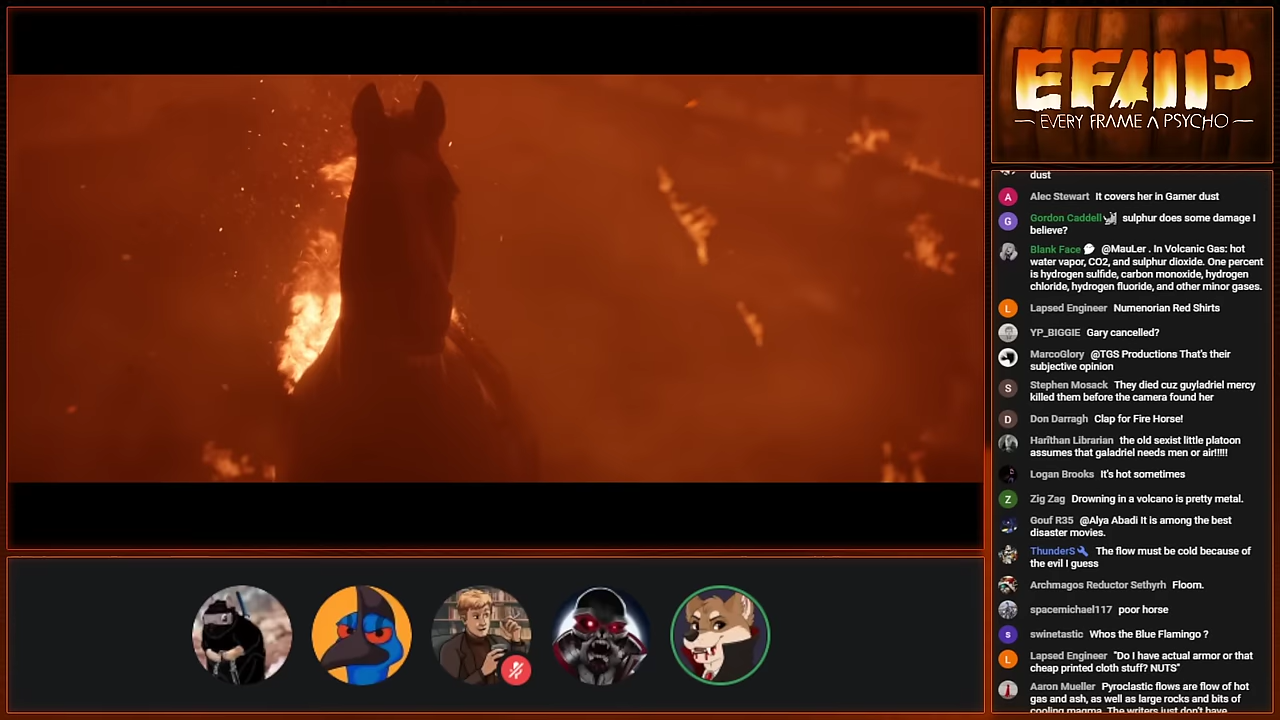 EFAP
EVERY FRAME A PSYCHO
dust
Alec Stewart It covers her in Gamer dust
Gordon Caddell sulphur does some damage I
believe?
Blank Face @MauLer . In Volcanic Gas: hot
water vapor, CO2, and sulphur dioxide. One percent
is hydrogen sulfide, carbon monoxide, hydrogen
chloride, hydrogen fluoride, and other minor gases.
Lapsed Engineer Numenorian Red Shirts
YP_BIGGIE Gary cancelled?
MarcoGlory @TGS Productions That's their
subjective opinion
Stephen Mosack They died cuz guyladriel mercy
killed them before the camera found her
Don Darragh Clap for Fire Horse!
Harîthan Librarian the old sexist little platoon
assumes that galadriel needs men or air!!!!!
Logan Brooks It's hot sometimes
Zig Zag Drowning in a volcano is pretty metal.
Gouf R35 @Alya Abadi It is among the best
disaster movies.
ThunderS The flow must be cold because of
the evil I guess
Archmagos Reductor Sethyrh Floom.
spacemichael117 poor horse
swinetastic Whos the Blue Flamingo ?
Lapsed Engineer "Do I have actual armor or that
cheap printed cloth stuff? NUTS"
Aaron Mueller Pyroclastic flows are flow of hot
gas and ash, as well as large rocks and bits of
cooling magma. The writers just don't have